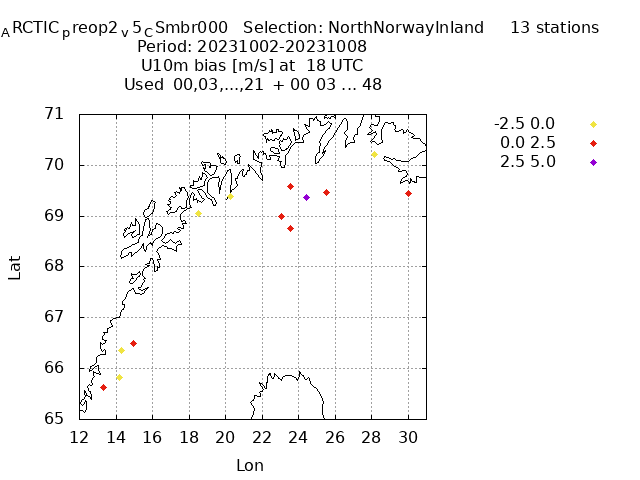 ARCTICpreopv2v5CSmbr000 Selection: NorthNorwayInland 13 stations
Period: 20231002-20231008
U10m bias [m/s] at 18 UTC
Used 00,03,...,21 + 00 03 ... 48
-2.5 0.0
0.0 2.5
2.5 5.0
71
70
69
68
67
66
65
Lat
12 14 16 18 20 22 24 26 28 30
Lon